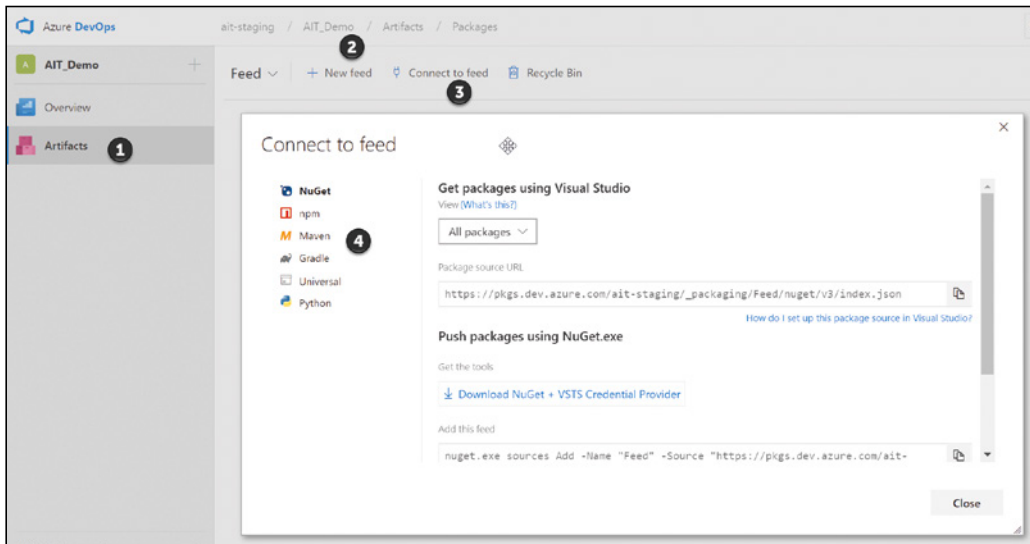 Azure DevOps
ait-staging / AIT_Demo / Artifacts / Packages
2
A AIT_Demo +
Feed + New feed Connect to feed Recycle Bin
3
Overview
Artifacts 1
Connect to feed
NuGet
npm
M Maven 4
Gradle
Universal
Python
Get packages using Visual Studio
View (What's this?)
All packages
Package source URL
https://pkgs.dev.azure.com/ait-staging/_packaging/Feed/nuget/v3/index.json
How do I set up this package source in Visual Studio?
Push packages using NuGet.exe
Get the tools
Download NuGet + VSTS Credential Provider
Add this feed
nuget.exe sources Add -Name "Feed" -Source "https://pkgs.dev.azure.com/ait-
Close